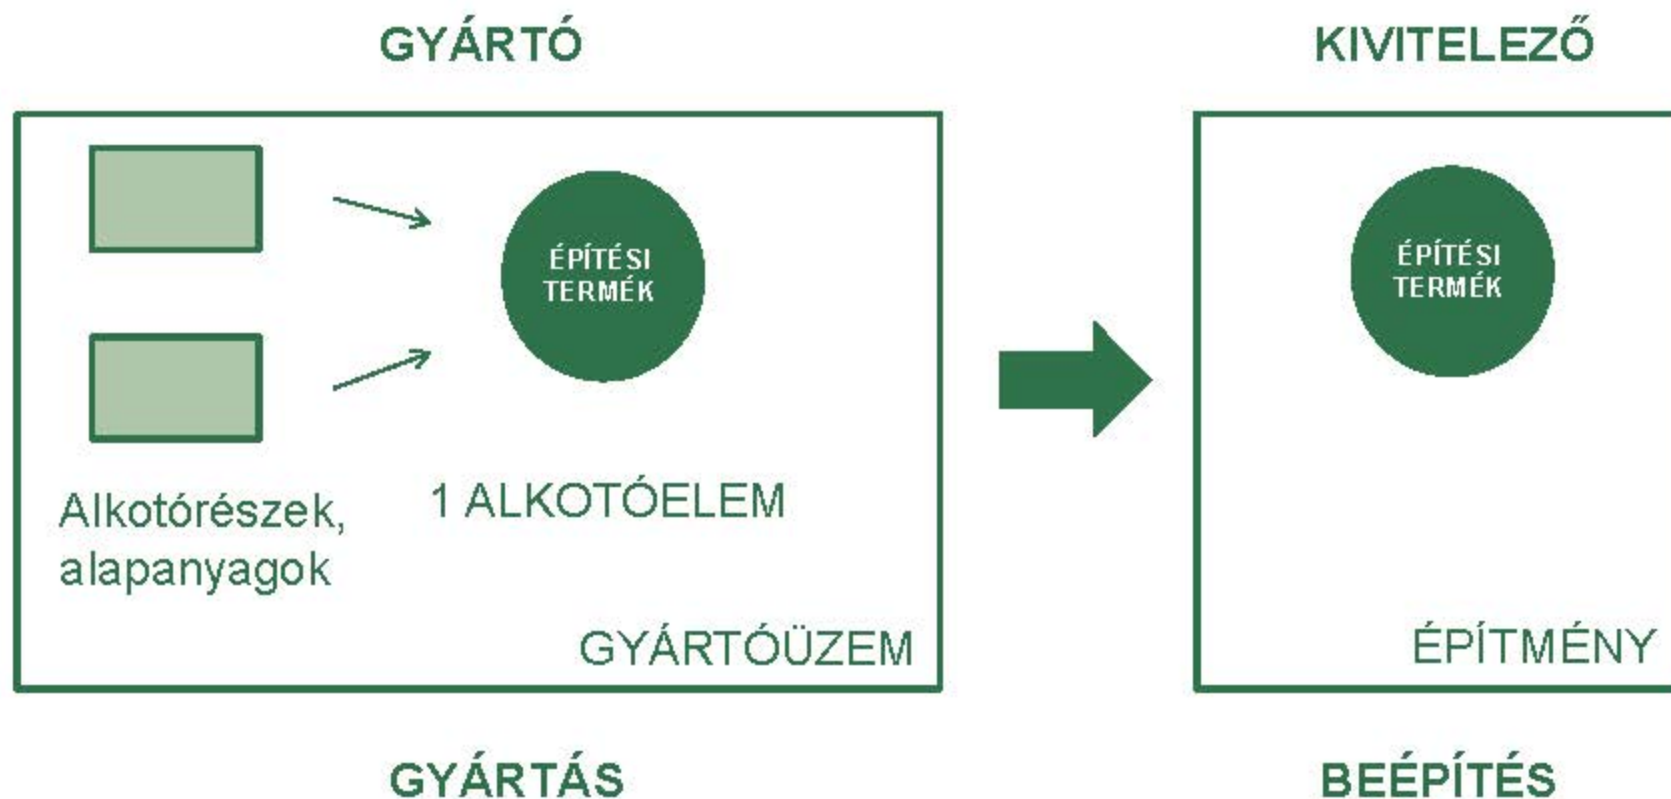 GYÁRTÓ
KIVITELEZŐ
ÉPÍTÉSI
TERMÉK
ÉPÍTÉSI
TERMÉK
Alkotórészek,
alapanyagok
1 ALKOTÓELEM
GYÁRTÓÜZEM
ÉPÍTMÉNY
GYÁRTÁS
BEÉPÍTÉS